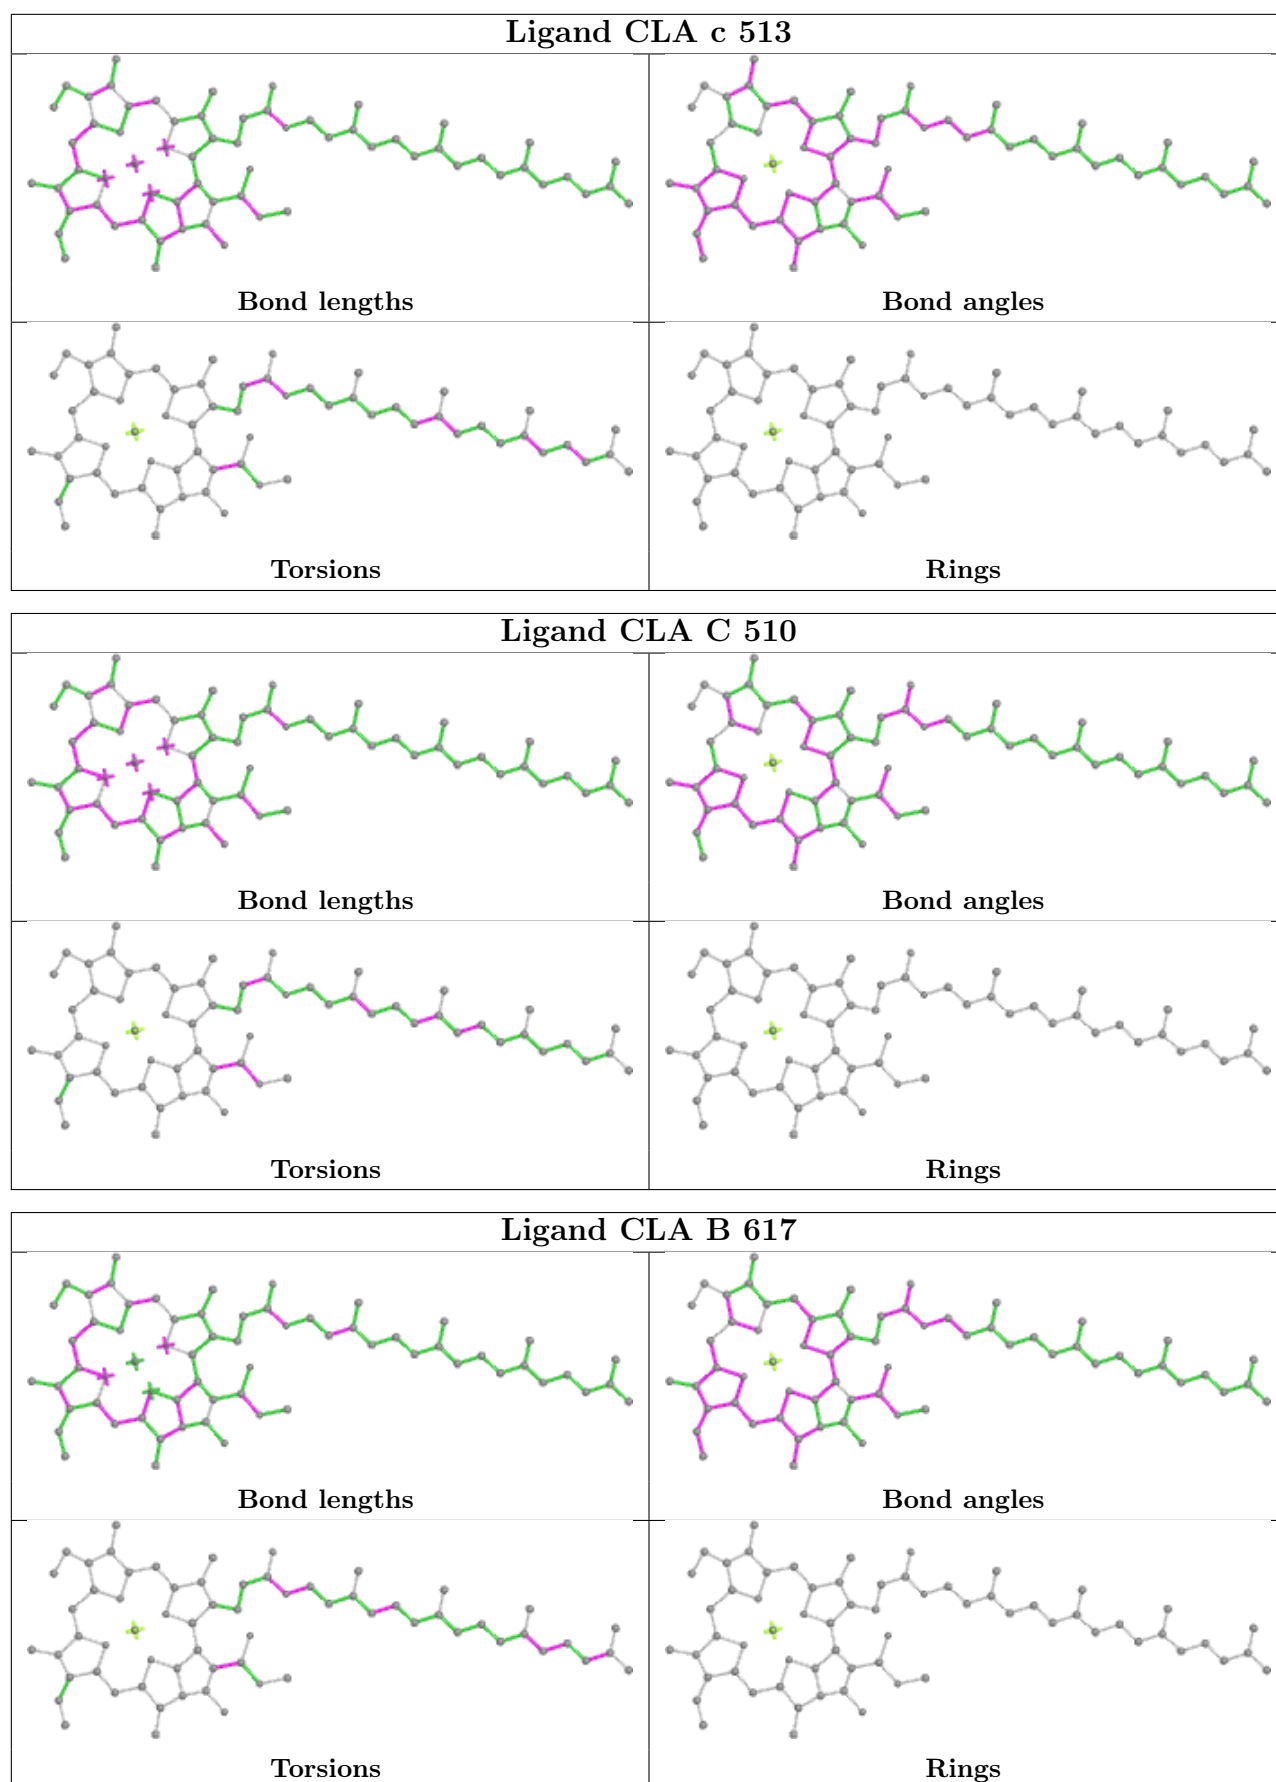 Ligand CLA c 513
Bond lengths
Bond angles
Torsions
Rings
Ligand CLA C 510
Bond lengths
Bond angles
Torsions
Rings
Ligand CLA B 617
Bond lengths
Bond angles
Torsions
Rings